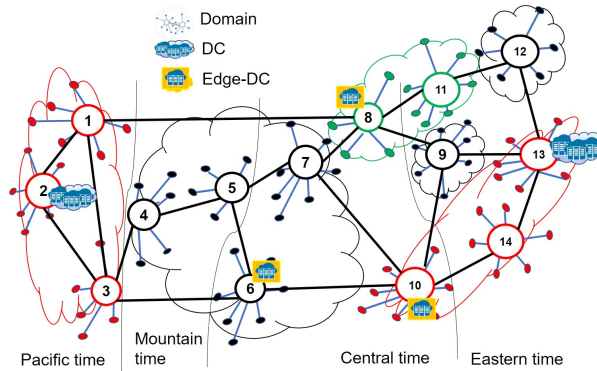 Domain
DC
Edge-DC
12
11
1
8
13
9
7
2
5
4
14
3
6
10
Pacific time
Mountain
time
Central time
Eastern time